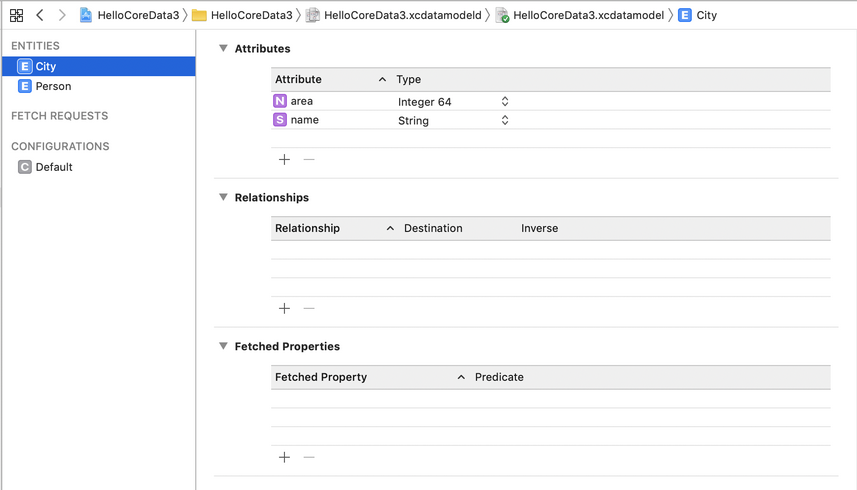 HelloCoreData3 HelloCoreData3 HelloCoreData3.xcdatamodeld HelloCoreData3.xcdatamodel E City
ENTITIES
E City
E Person
FETCH REQUESTS
CONFIGURATIONS
C Default
Attributes
Attribute Type
N area Integer 64
S name String
Relationships
Relationship Destination Inverse
Fetched Properties
Fetched Property Predicate